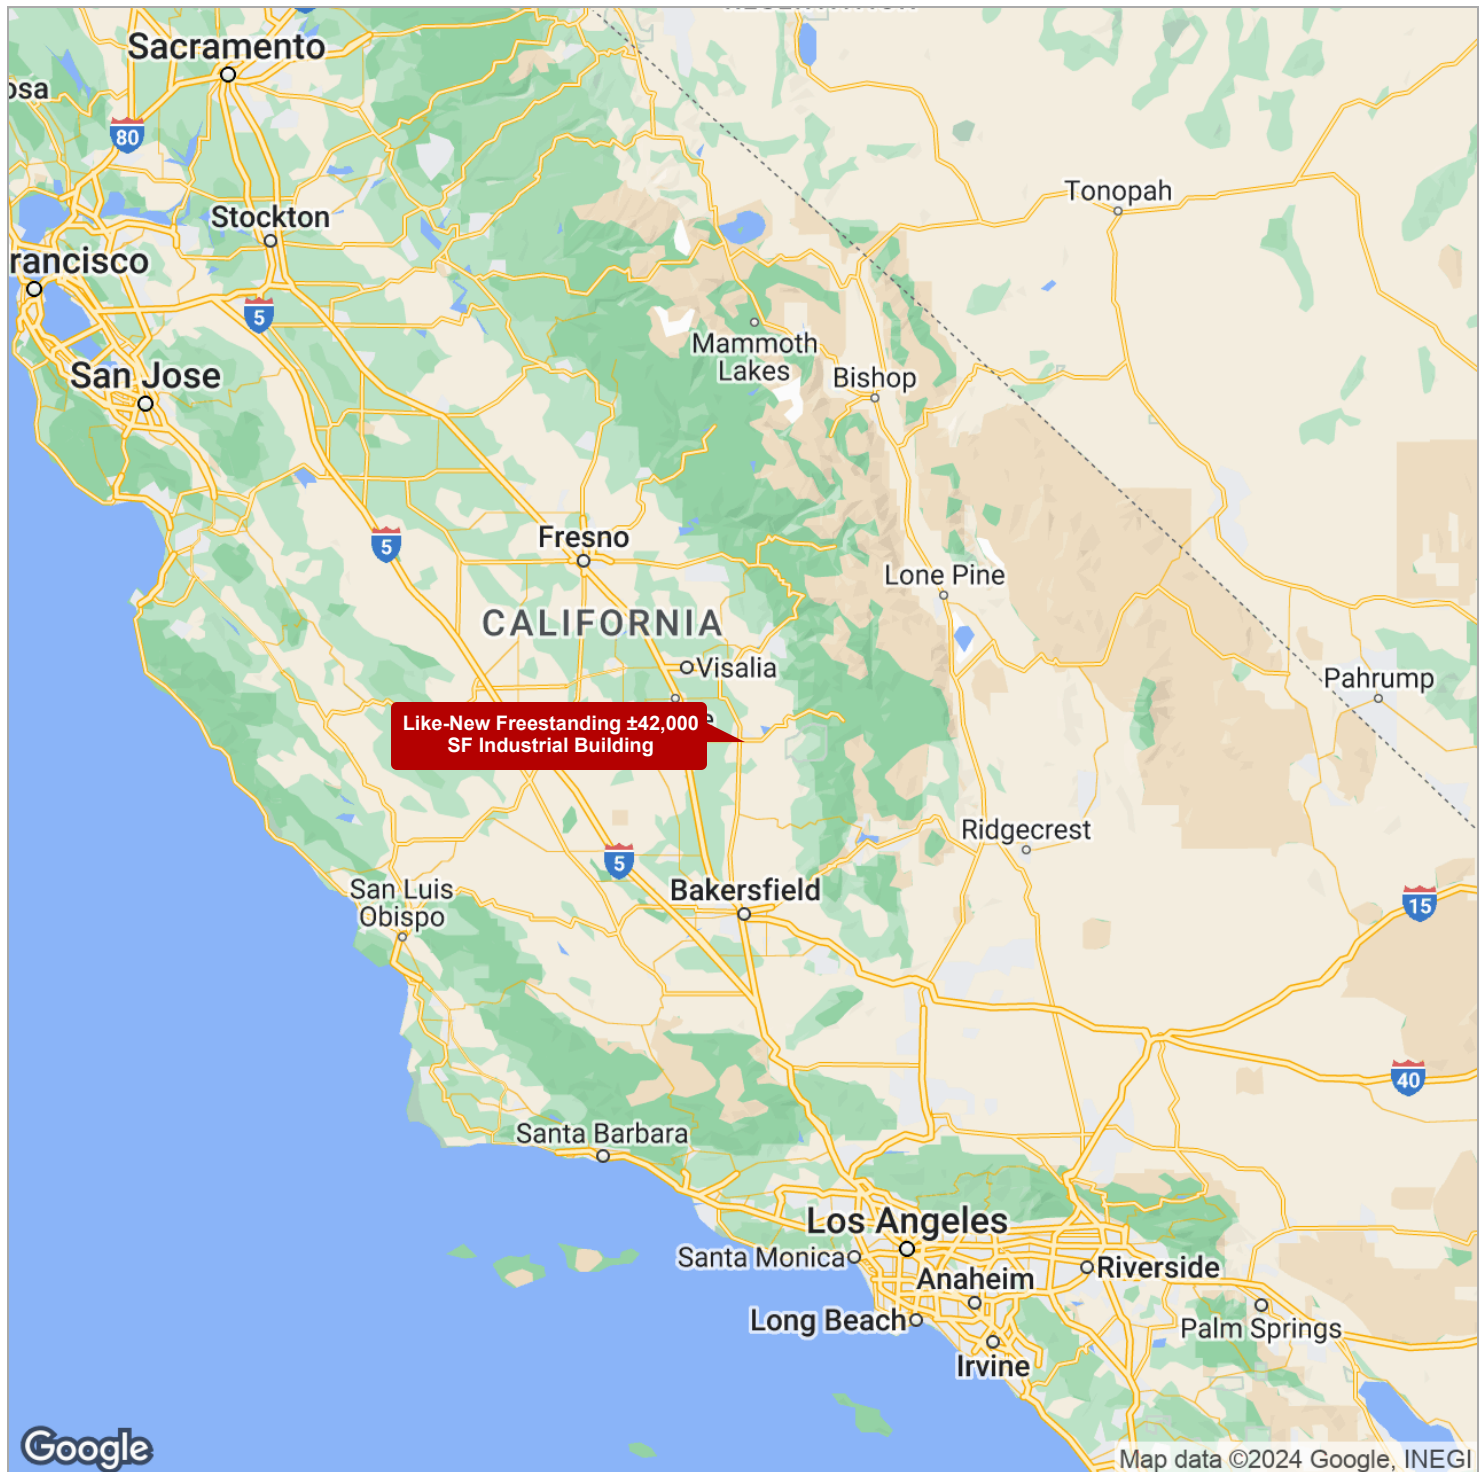 Sacramento
osa
80
Tonopah
Stockton
rancisco
5
Mammoth
Lakes
San Jose
Bishop
Fresno
5
Lone Pine
CALIFORNIA
Visalia
Pahrump
e
Like-New Freestanding ±42,000
SF Industrial Building
Ridgecrest
5
San Luis
Obispo
Bakersfield
15
40
Santa Barbara
Los Angeles
Santa Monica
Riverside
Anaheim
Long Beach
Palm Springs
Irvine
Google
Map data ©2024 Google, INEGI